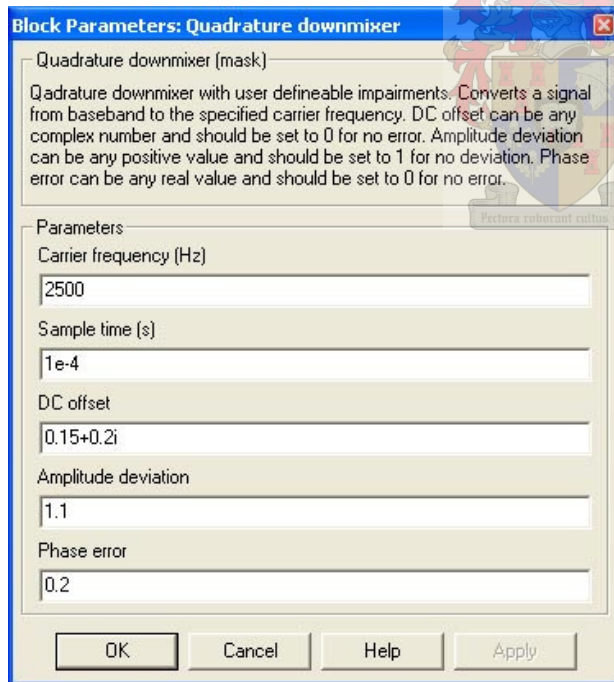 Block Parameters: Quadrature downmixer
Quadrature downmixer (mask)
Qadrature downmixer with user defineable impairments. Converts a signal
from baseband to the specified carrier frequency. DC offset can be any
complex number and should be set to 0 for no error. Amplitude deviation
can be any positive value and should be set to 1 for no deviation. Phase
error can be any real value and should be set to 0 for no error.
Pectora roborant cultus
Parameters
Carrier frequency (Hz)
2500
Sample time (s)
1e-4
DC offset
0.15+0.2i
Amplitude deviation
1.1
Phase error
0.2
OK Cancel Help Apply